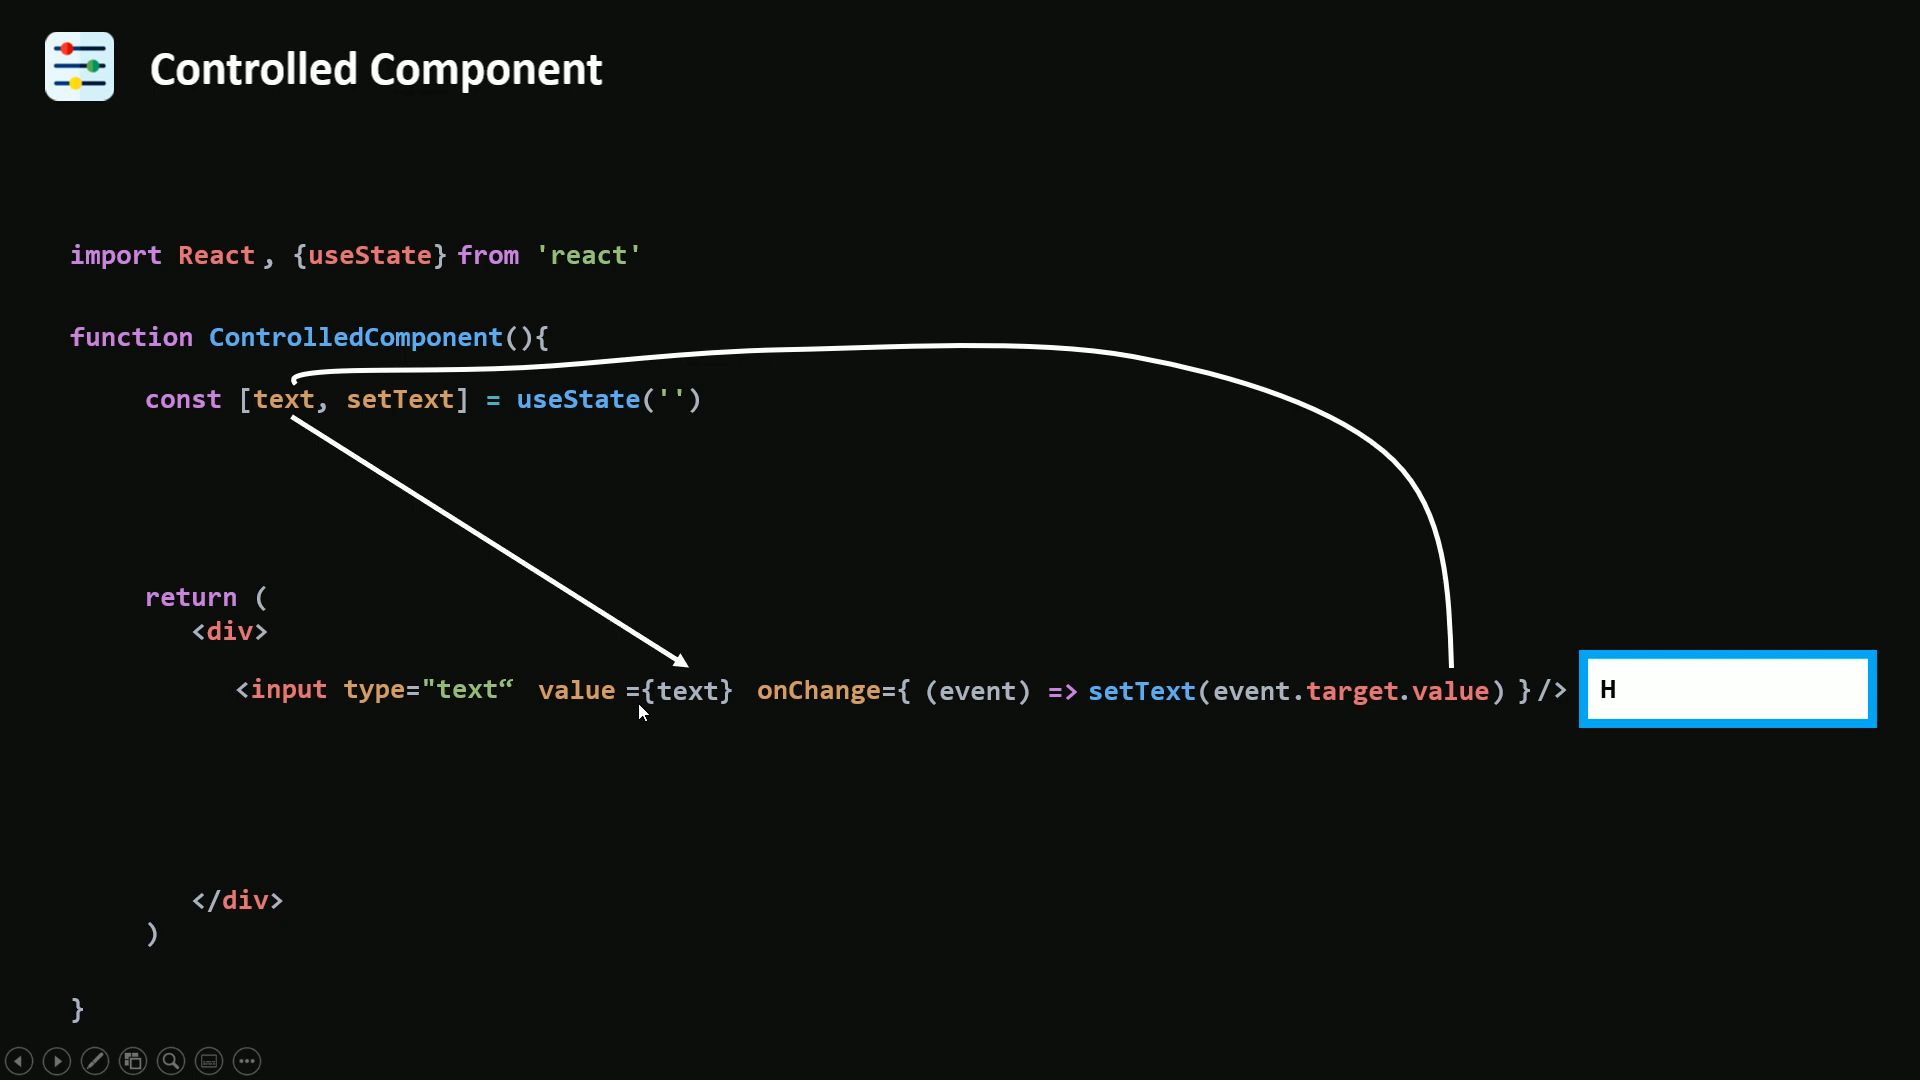 Controlled Component
import React, {useState} from 'react'
function ControlledComponent(){
const [text, setText] = useState('')
return (
<div>
<input type="text“ value ={text} onChange={ (event) => setText(event.target.value) }/>
H
</div>
)
}